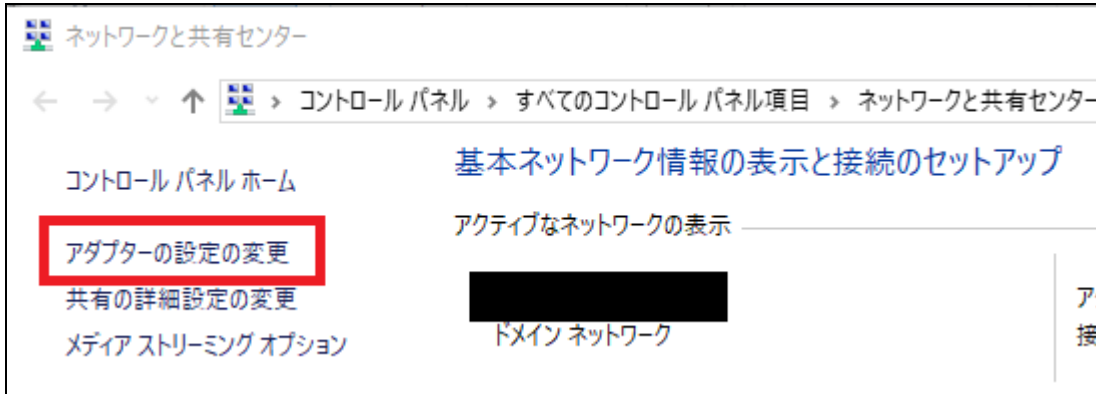 ネットワークと共有センター
← → ↑ > コントロール パネル > すべてのコントロール パネル項目 > ネットワークと共有センター
コントロール パネル ホーム
アダプターの設定の変更
共有の詳細設定の変更
メディア ストリーミング オプション
基本ネットワーク情報の表示と接続のセットアップ
アクティブなネットワークの表示
ドメイン ネットワーク
ア
接